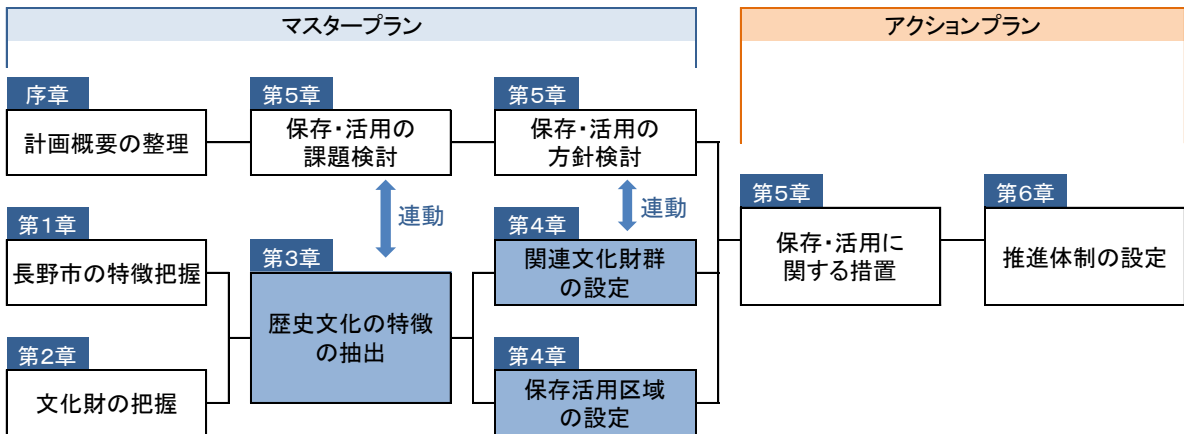 マスタープラン
アクションプラン
序章
計画概要の整理
第5章
保存・活用の
課題検討
第5章
保存・活用の
方針検討
連動
連動
第1章
長野市の特徴把握
第2章
文化財の把握
第3章
歴史文化の特徴
の抽出
第4章
関連文化財群
の設定
第4章
保存活用区域
の設定
第5章
保存・活用に
関する措置
第6章
推進体制の設定